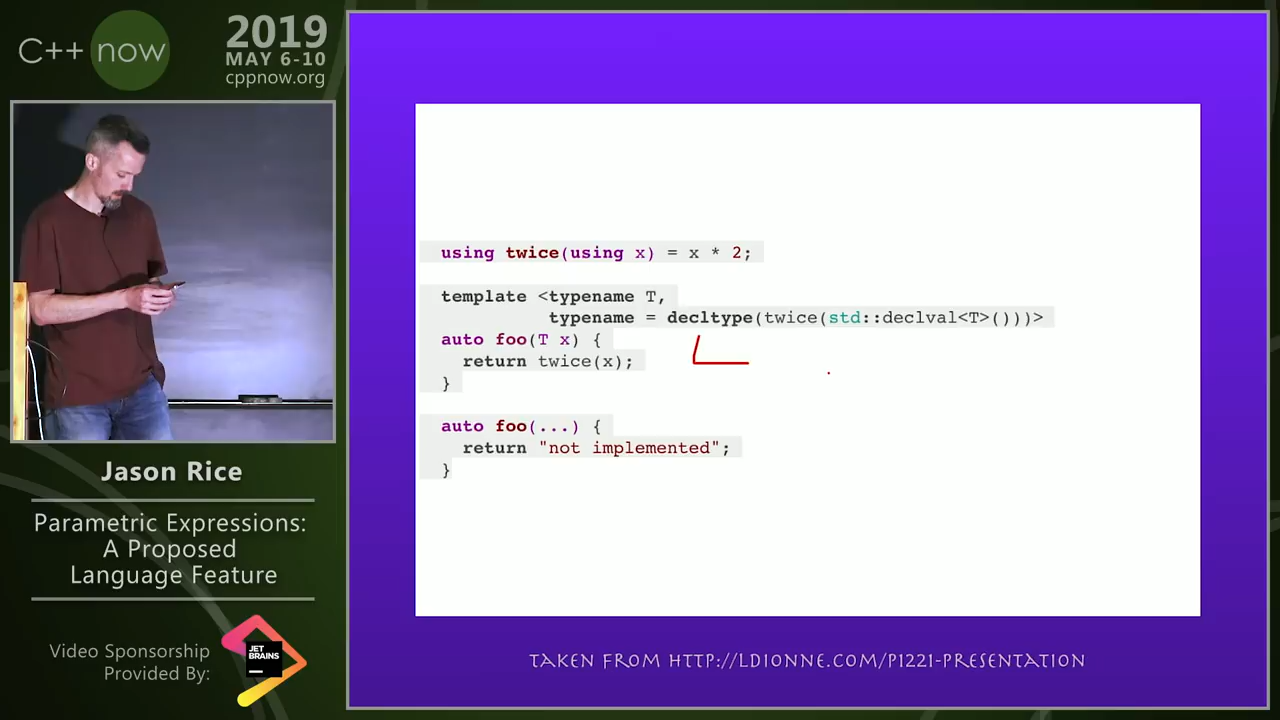 C++ now
2019
MAY 6-10
cppnow.org
using twice(using x) = x * 2;
template <typename T,
typename = decltype(twice(std::declval<T>()))>
auto foo(T x) {
return twice(x);
}
auto foo(...) {
return "not implemented";
}
Jason Rice
Parametric Expressions:
A Proposed
Language Feature
Video Sponsorship
Provided By:
JET
BRAINS
TAKEN FROM HTTP://LDIONNE.COM/P1221-PRESENTATION